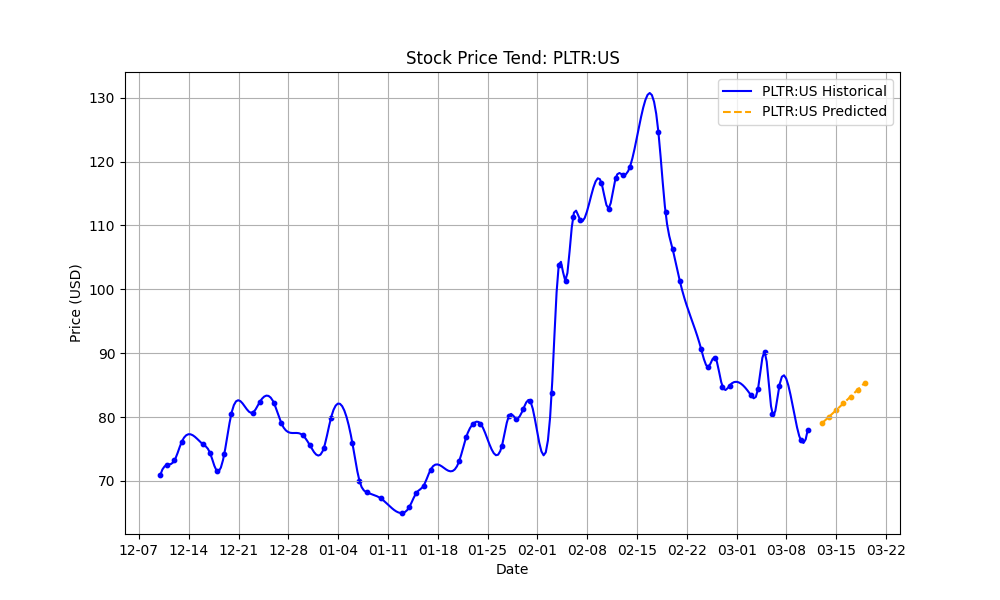 Stock Price Tend: PLTR:US
PLTR:US Historical
PLTR:US Predicted
Price (USD)
130
120
110
100
90
80
70
12-07 12-14 12-21 12-28 01-04 01-11 01-18 01-25 02-01 02-08 02-15 02-22 03-01 03-08 03-15 03-22
Date